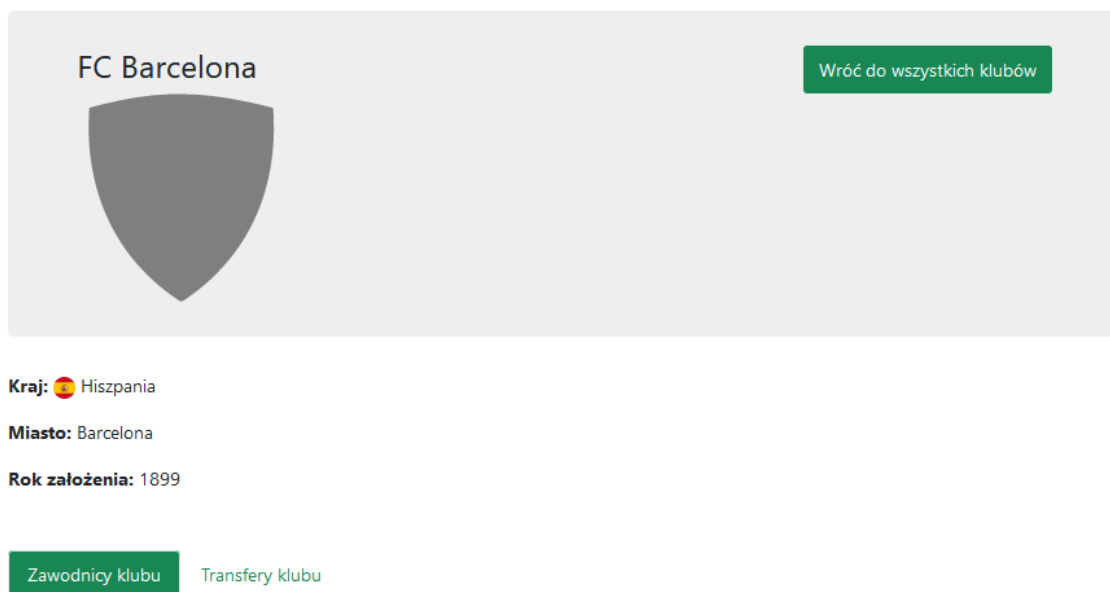 FC Barcelona
Wróć do wszystkich klubów
Kraj: Hiszpania
Miasto: Barcelona
Rok założenia: 1899
Zawodnicy klubu
Transfery klubu